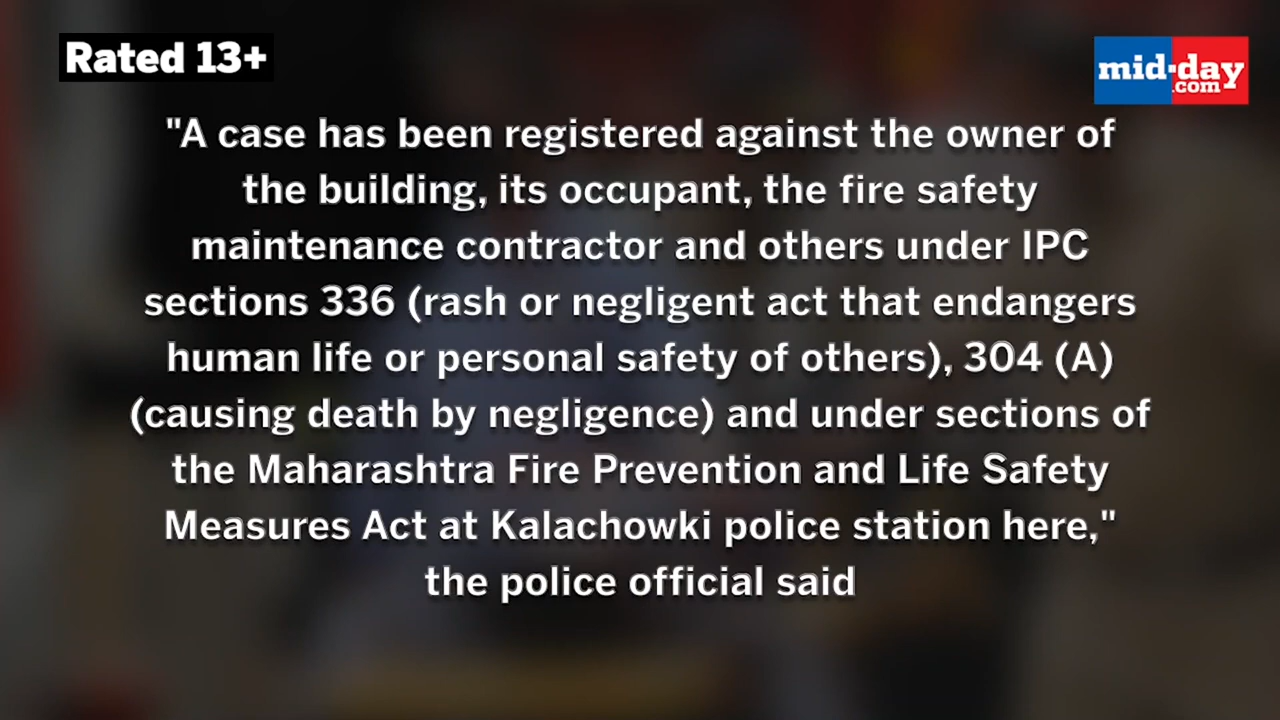 Rated 13+
mid-day
.com
"A case has been registered against the owner of
the building, its occupant, the fire safety
maintenance contractor and others under IPC
sections 336 (rash or negligent act that endangers
human life or personal safety of others), 304 (A)
(causing death by negligence) and under sections of
the Maharashtra Fire Prevention and Life Safety
Measures Act at Kalachowki police station here,"
the police official said